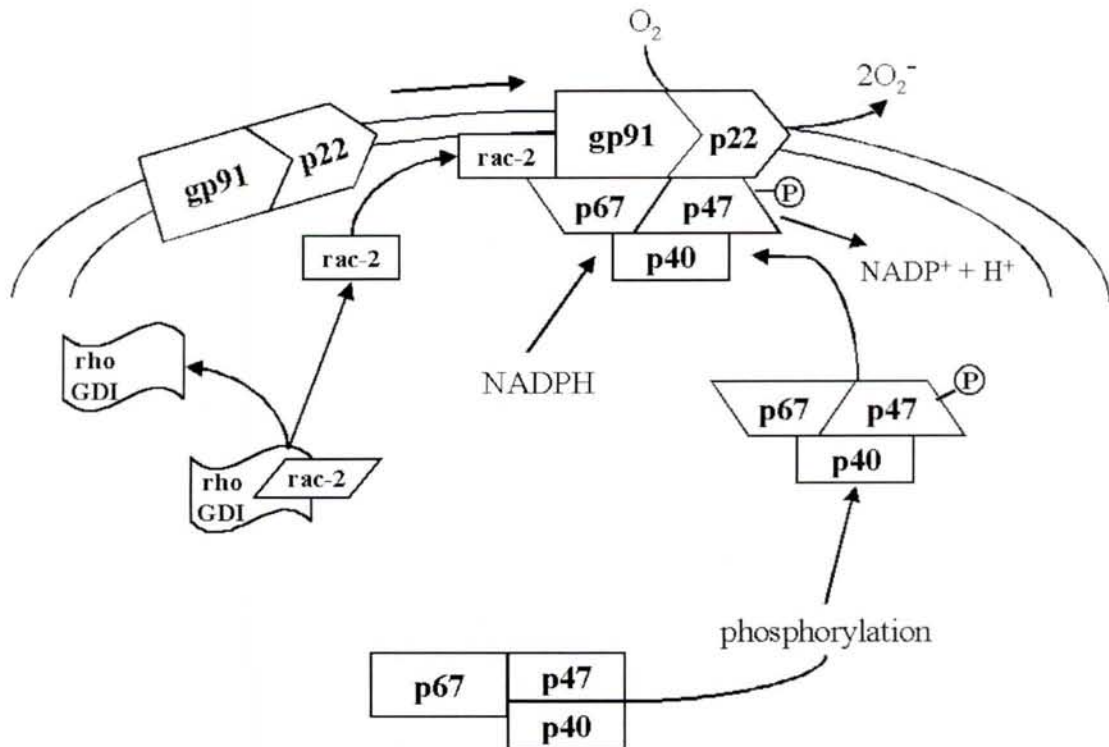 O₂
2O₂⁻
gp91
p22
gp91
p22
rac-2
p67
p47
P
rac-2
p40
NADP⁺ + H⁺
rho
GDI
NADPH
p67
p47
P
p40
rho
GDI
rac-2
phosphorylation
p67
p47
p40